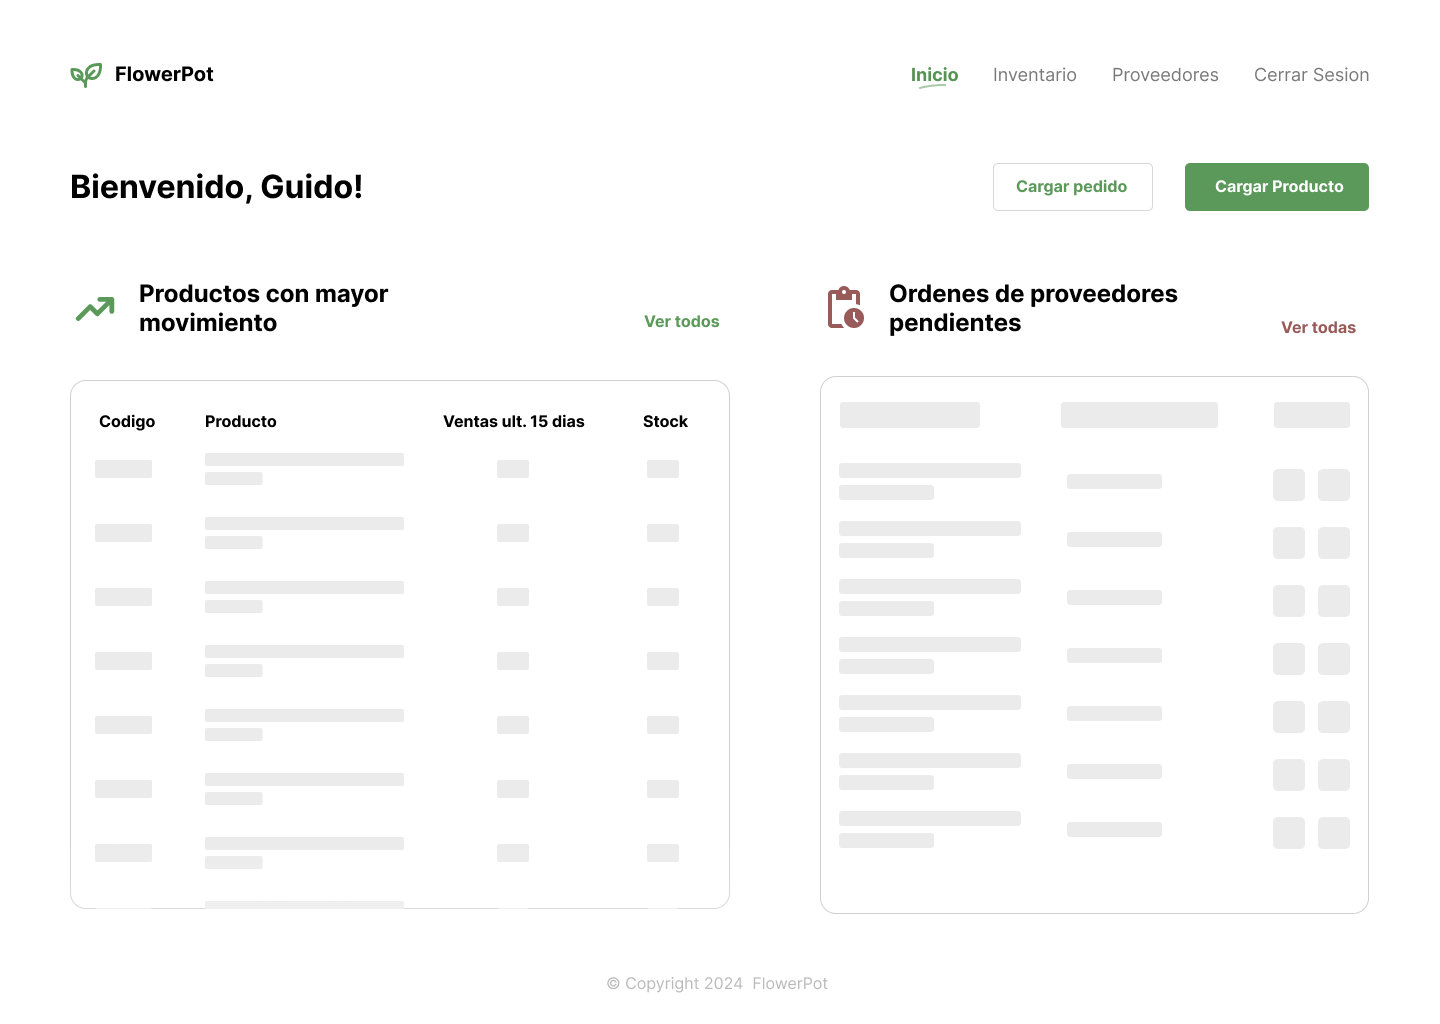 FlowerPot
Inicio
Inventario
Proveedores
Cerrar Sesion
Bienvenido, Guido!
Cargar pedido
Cargar Producto
Productos con mayor
movimiento
Ver todos
Codigo
Producto
Ventas ult. 15 dias
Stock
Ordenes de proveedores
pendientes
Ver todas
© Copyright 2024 FlowerPot